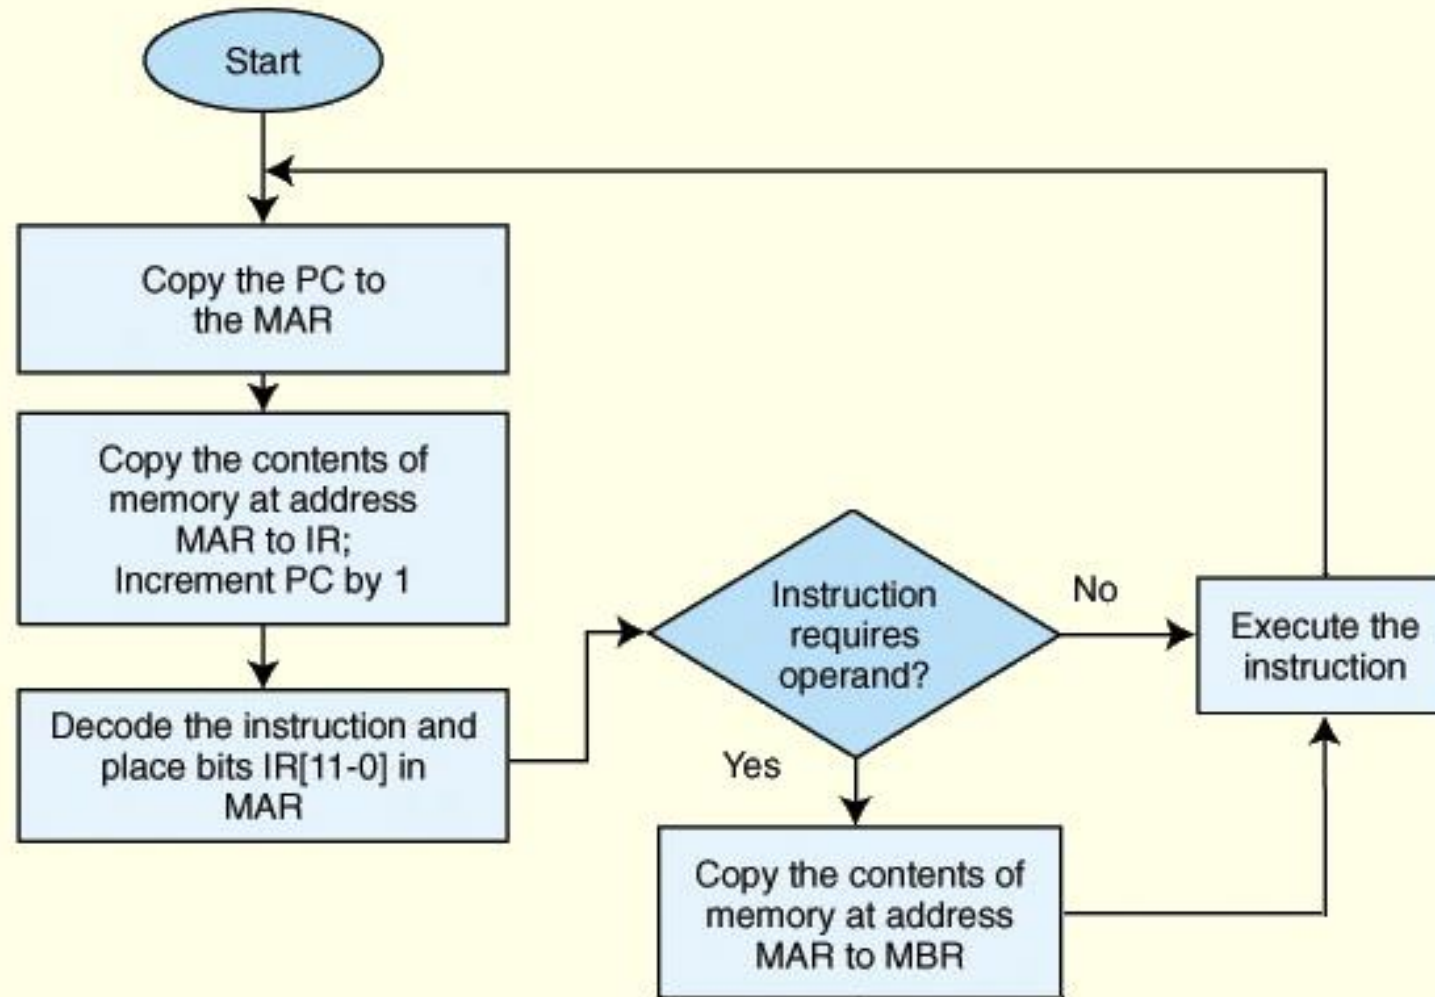 Start
Copy the PC to
the MAR
Copy the contents of
memory at address
MAR to IR;
Increment PC by 1
Decode the instruction and
place bits IR[11-0] in
MAR
Instruction
requires
operand?
No
Execute the
instruction
Yes
Copy the contents of
memory at address
MAR to MBR